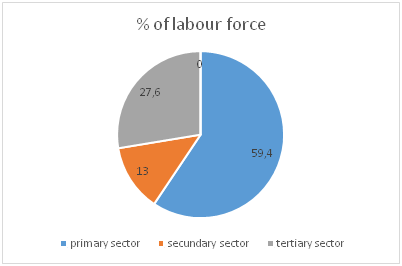 % of labour force
0
27,6
59,4
13
primary sector secundary sector tertiary sector